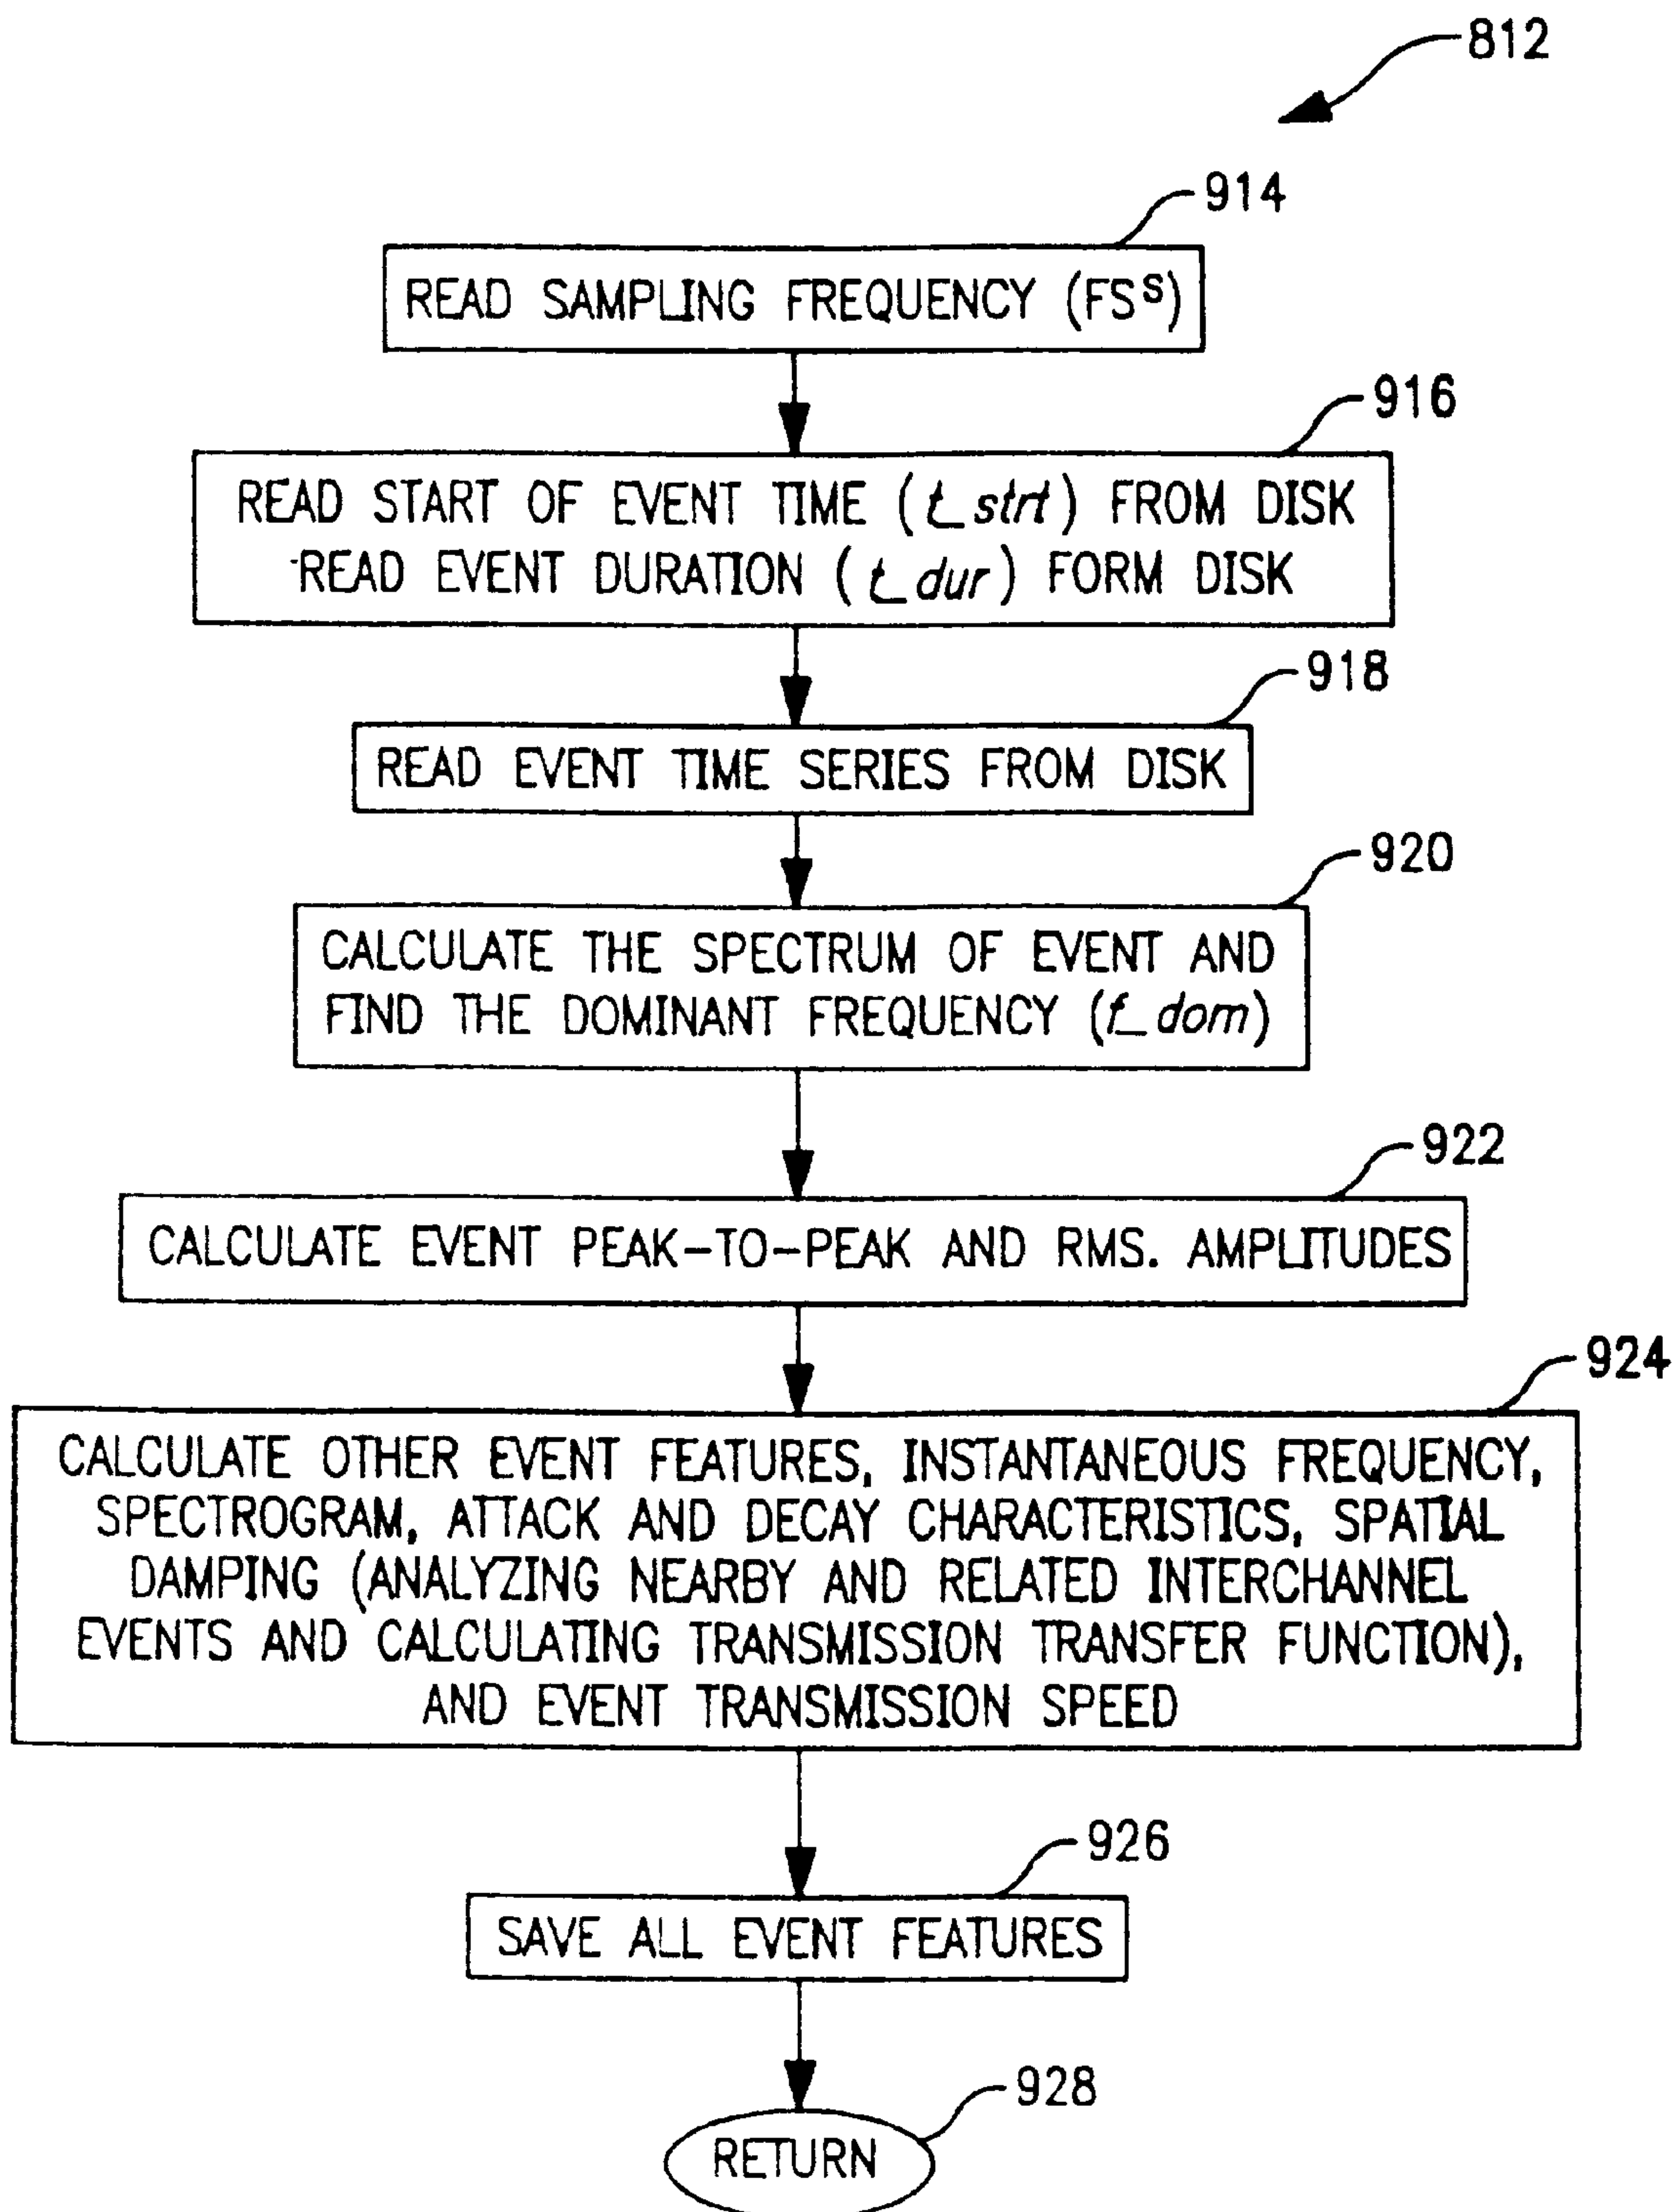 812
914
READ SAMPLING FREQUENCY (FSˢ)
916
READ START OF EVENT TIME (t_strt) FROM DISK
READ EVENT DURATION (t_dur) FORM DISK
918
READ EVENT TIME SERIES FROM DISK
920
CALCULATE THE SPECTRUM OF EVENT AND
FIND THE DOMINANT FREQUENCY (f_dom)
922
CALCULATE EVENT PEAK-TO-PEAK AND RMS. AMPLITUDES
924
CALCULATE OTHER EVENT FEATURES, INSTANTANEOUS FREQUENCY,
SPECTROGRAM, ATTACK AND DECAY CHARACTERISTICS, SPATIAL
DAMPING (ANALYZING NEARBY AND RELATED INTERCHANNEL
EVENTS AND CALCULATING TRANSMISSION TRANSFER FUNCTION),
AND EVENT TRANSMISSION SPEED
926
SAVE ALL EVENT FEATURES
928
RETURN